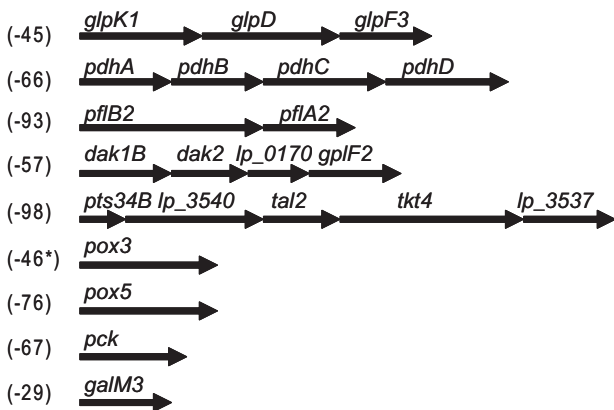 (-45) glpK1 glpD glpF3
(-66) pdhA pdhB pdhC pdhD
(-93) pflB2 pflA2
(-57) dak1B dak2 lp_0170 gplF2
(-98) pts34B lp_3540 tal2 tkt4 lp_3537
(-46*) pox3
(-76) pox5
(-67) pck
(-29) galM3